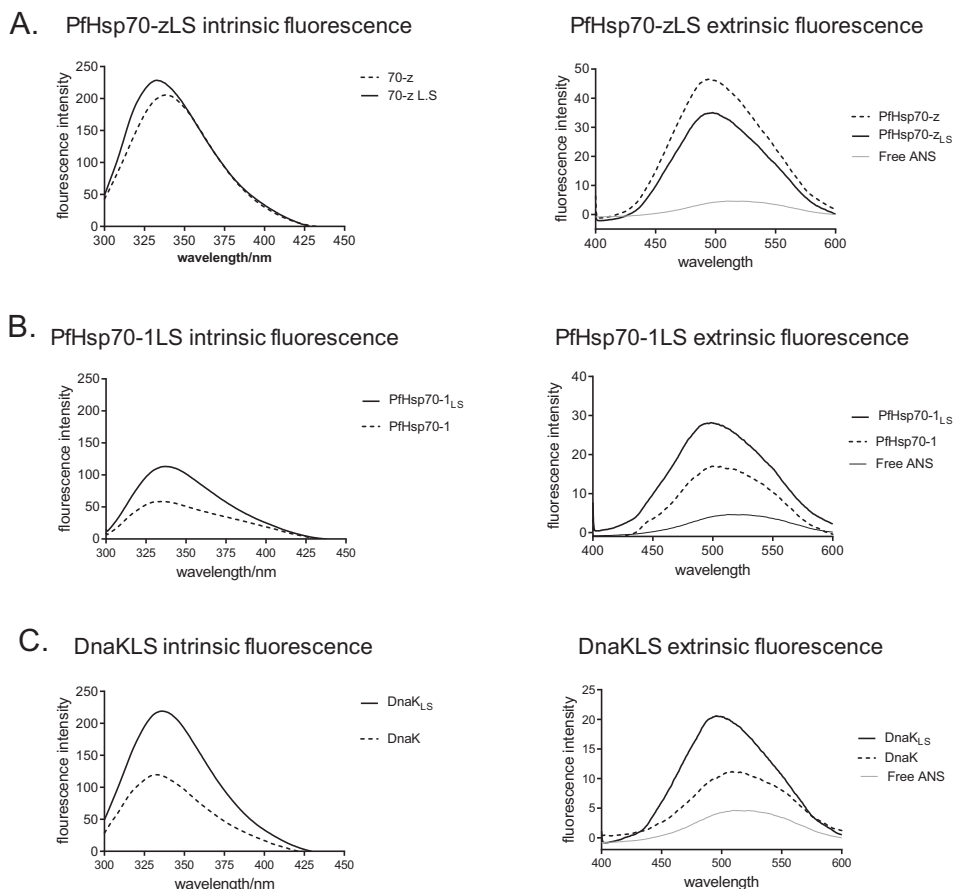 A.
PfHsp70-zLS intrinsic fluorescence
flourescence intensity
250
200
150
100
50
0
300 325 350 375 400 425 450
wavelength/nm
70-z
70-z L.S
PfHsp70-zLS extrinsic fluorescence
fluorescence intensity
50
40
30
20
10
0
400 450 500 550 600
wavelength
PfHsp70-z
PfHsp70-zLS
Free ANS
B.
PfHsp70-1LS intrinsic fluorescence
flourescence intensity
250
200
150
100
50
0
300 325 350 375 400 425 450
wavelength/nm
PfHsp70-1LS
PfHsp70-1
PfHsp70-1LS extrinsic fluorescence
fluorescence intensity
40
30
20
10
0
400 450 500 550 600
wavelength
PfHsp70-1LS
PfHsp70-1
Free ANS
C.
DnaKLS intrinsic fluorescence
flourescence intensity
250
200
150
100
50
0
300 325 350 375 400 425 450
wavelength/nm
DnaKLS
DnaK
DnaKLS extrinsic fluorescence
fluorescence intensity
25
20
15
10
5
0
400 450 500 550 600
wavelength
DnaKLS
DnaK
Free ANS